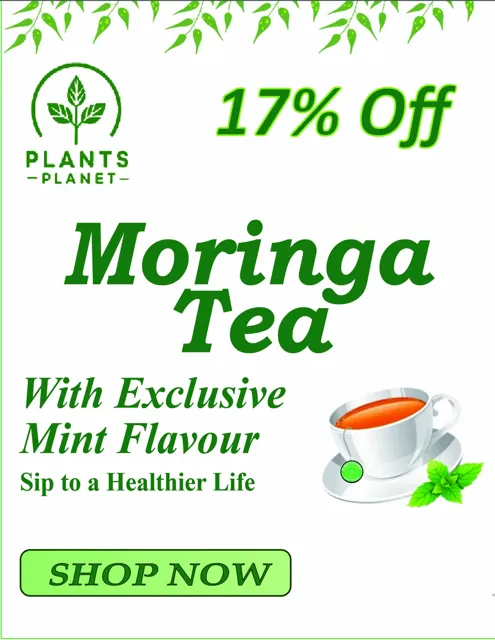 PLANTS
PLANET
17% Off
Moringa
Tea
With Exclusive
Mint Flavour
Sip to a Healthier Life
SHOP NOW